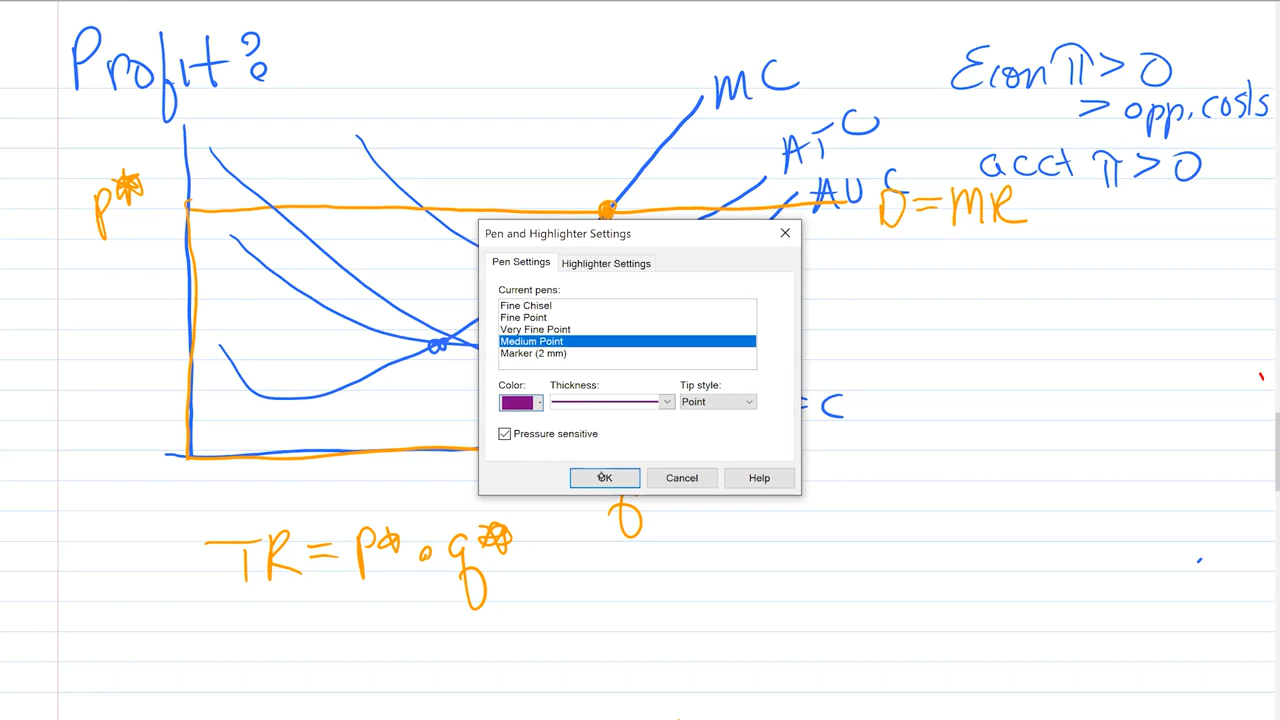 Profit?
Econ π > 0
> opp. costs
acct π > 0
MC
ATC
AVC
P*
D = MR
= C
TR = P* • q*
Pen and Highlighter Settings
Pen Settings
Highlighter Settings
Current pens:
Fine Chisel
Fine Point
Very Fine Point
Medium Point
Marker (2 mm)
Color:
Thickness:
Tip style:
Point
Pressure sensitive
OK
Cancel
Help